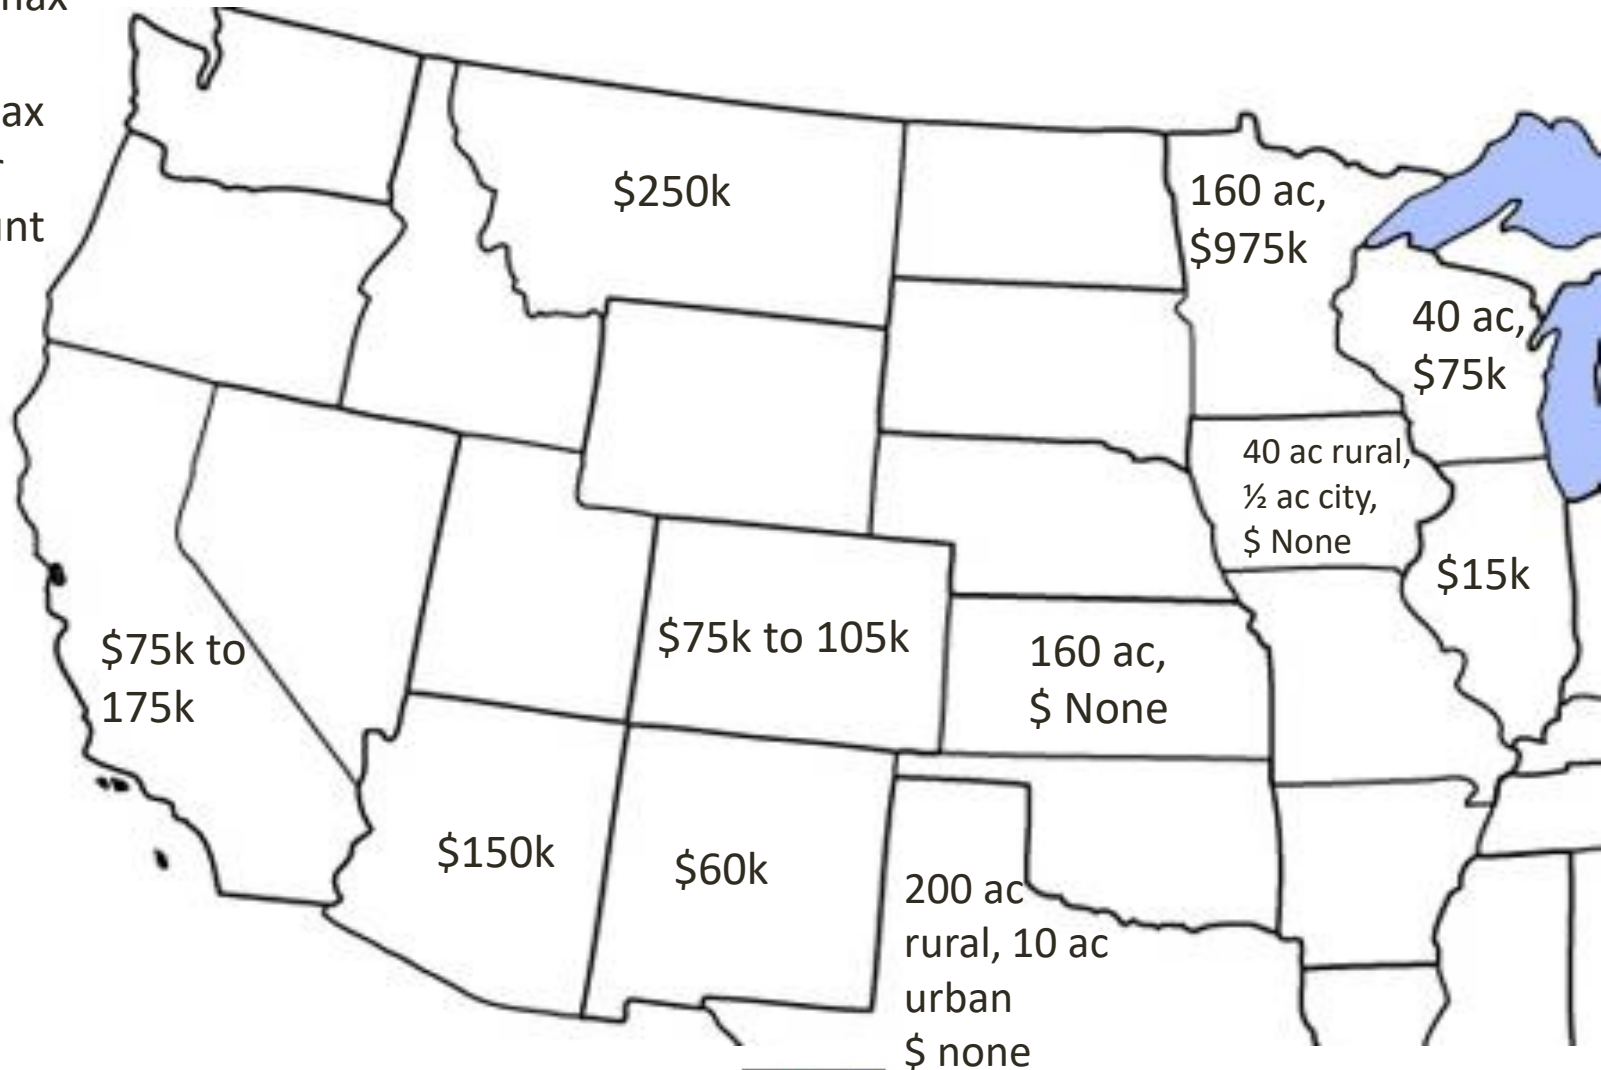 ax
$250k
160 ac,
$975k
40 ac,
$75k
40 ac rural,
½ ac city,
$ None
$15k
$75k to
175k
$75k to 105k
160 ac,
$ None
$150k
$60k
200 ac
rural, 10 ac
urban
$ none